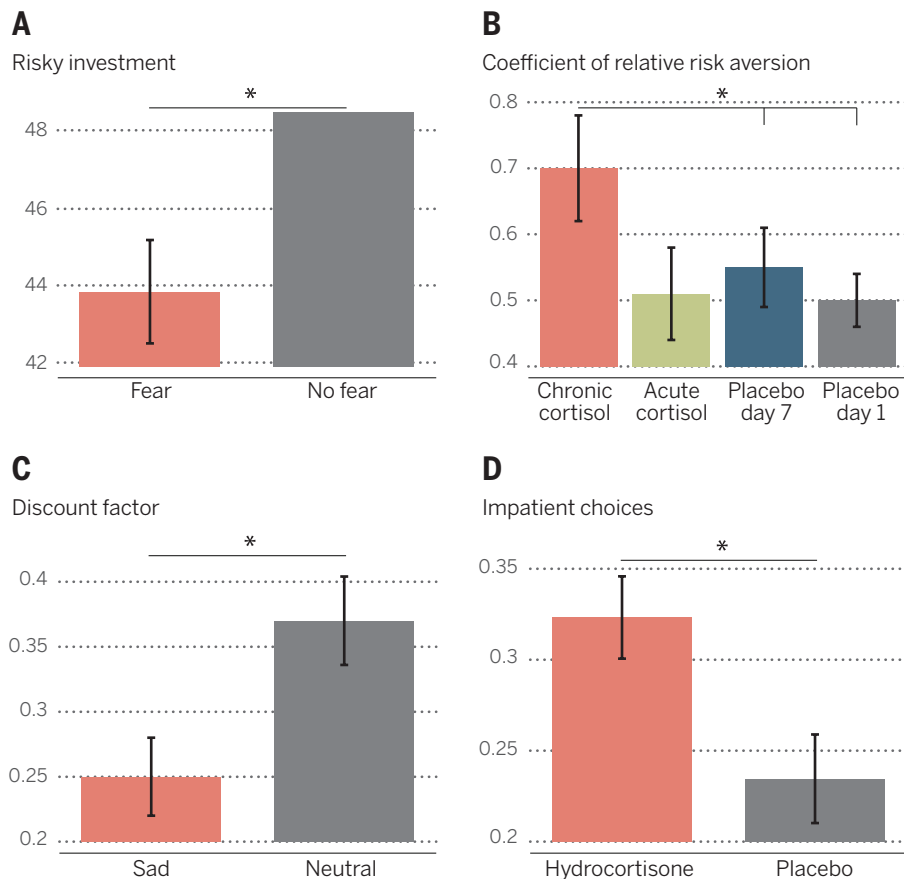 A
Risky investment
*
48
46
44
42
Fear
No fear
B
Coefficient of relative risk aversion
*
0.8
0.7
0.6
0.5
0.4
Chronic
cortisol
Acute
cortisol
Placebo
day 7
Placebo
day 1
C
Discount factor
*
0.4
0.35
0.3
0.25
0.2
Sad
Neutral
D
Impatient choices
*
0.35
0.3
0.25
0.2
Hydrocortisone
Placebo